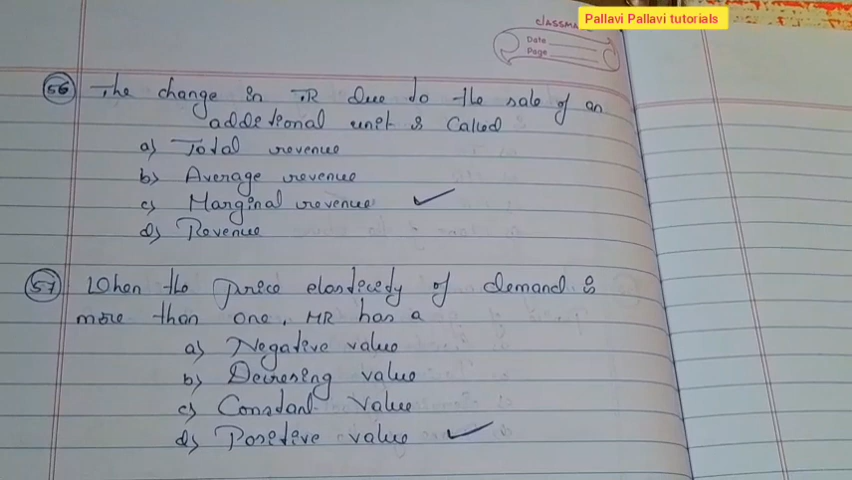 Pallavi Pallavi tutorials
CLASSMA
Date
Page
56 The change in TR due to the sale of an
additional unit is called
a) Total revenue
b) Average revenue
c) Marginal revenue ✓
d) Revenue
57 When the price elasticity of demand is
more than one, MR has a
a) Negative value
b) Decresing value
c) Constant value
d) Positive value ✓